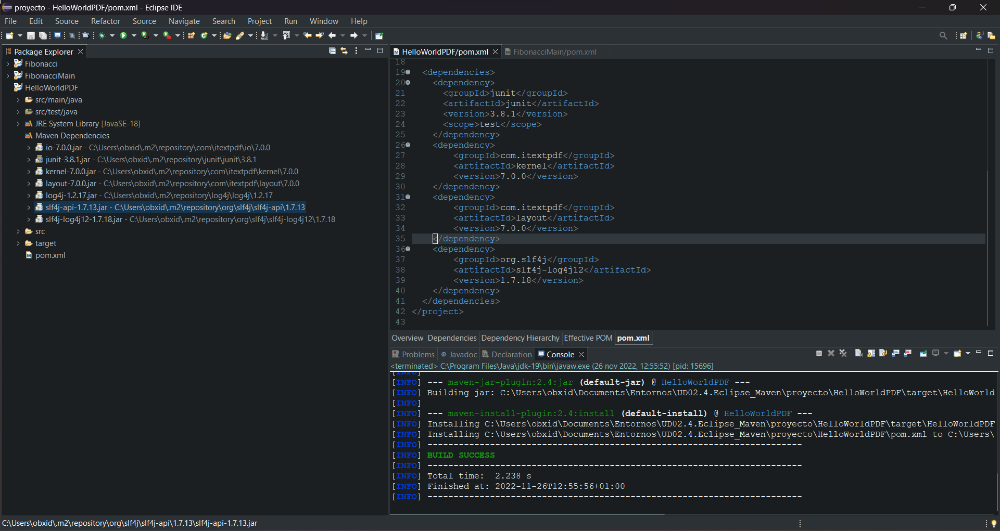 proyecto - HelloWorldPDF/pom.xml - Eclipse IDE
File Edit Source Refactor Source Navigate Search Project Run Window Help
Package Explorer
Fibonacci
FibonacciMain
HelloWorldPDF
src/main/java
src/test/java
JRE System Library [JavaSE-18]
Maven Dependencies
io-7.0.0.jar - C:\Users\obxid\.m2\repository\com\itextpdf\io\7.0.0
junit-3.8.1.jar - C:\Users\obxid\.m2\repository\junit\junit\3.8.1
kernel-7.0.0.jar - C:\Users\obxid\.m2\repository\com\itextpdf\kernel\7.0.0
layout-7.0.0.jar - C:\Users\obxid\.m2\repository\com\itextpdf\layout\7.0.0
log4j-1.2.17.jar - C:\Users\obxid\.m2\repository\log4j\log4j\1.2.17
slf4j-api-1.7.13.jar - C:\Users\obxid\.m2\repository\org\slf4j\slf4j-api\1.7.13
slf4j-log4j12-1.7.18.jar - C:\Users\obxid\.m2\repository\org\slf4j\slf4j-log4j12\1.7.18
src
target
pom.xml
HelloWorldPDF/pom.xml FibonacciMain/pom.xml
18
19 <dependencies>
20 <dependency>
21 <groupId>junit</groupId>
22 <artifactId>junit</artifactId>
23 <version>3.8.1</version>
24 <scope>test</scope>
25 </dependency>
26 <dependency>
27 <groupId>com.itextpdf</groupId>
28 <artifactId>kernel</artifactId>
29 <version>7.0.0</version>
30 </dependency>
31 <dependency>
32 <groupId>com.itextpdf</groupId>
33 <artifactId>layout</artifactId>
34 <version>7.0.0</version>
35 </dependency>
36 <dependency>
37 <groupId>org.slf4j</groupId>
38 <artifactId>slf4j-log4j12</artifactId>
39 <version>1.7.18</version>
40 </dependency>
41 </dependencies>
42 </project>
43
Overview Dependencies Dependency Hierarchy Effective POM pom.xml
Problems Javadoc Declaration Console
<terminated> C:\Program Files\Java\jdk-19\bin\javaw.exe (26 nov 2022, 12:55:52) [pid: 15696]
[INFO]
[INFO] --- maven-jar-plugin:2.4:jar (default-jar) @ HelloWorldPDF ---
[INFO] Building jar: C:\Users\obxid\Documents\Entornos\UD02.4.Eclipse_Maven\proyecto\HelloWorldPDF\target\HelloWorld
[INFO]
[INFO] --- maven-install-plugin:2.4:install (default-install) @ HelloWorldPDF ---
[INFO] Installing C:\Users\obxid\Documents\Entornos\UD02.4.Eclipse_Maven\proyecto\HelloWorldPDF\target\HelloWorldPDF
[INFO] Installing C:\Users\obxid\Documents\Entornos\UD02.4.Eclipse_Maven\proyecto\HelloWorldPDF\pom.xml to C:\Users\
[INFO] ------------------------------------------------------------------------
[INFO] BUILD SUCCESS
[INFO] ------------------------------------------------------------------------
[INFO] Total time:  2.238 s
[INFO] Finished at: 2022-11-26T12:55:56+01:00
[INFO] ------------------------------------------------------------------------
C:\Users\obxid\.m2\repository\org\slf4j\slf4j-api\1.7.13\slf4j-api-1.7.13.jar